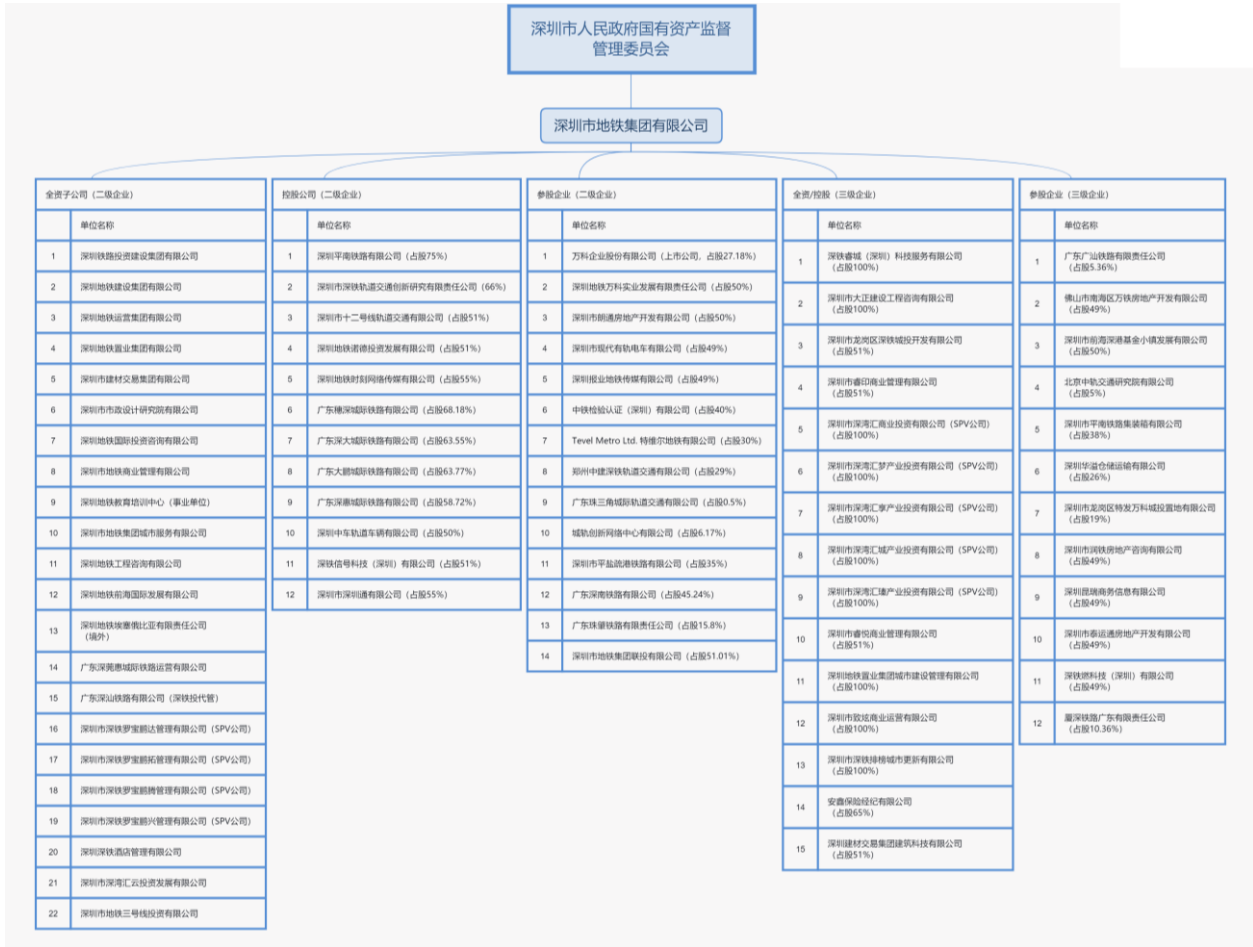 深圳市人民政府国有资产监督
管理委员会
深圳市地铁集团有限公司
全资子公司（二级企业）
单位名称
1 深圳铁路投资建设集团有限公司
2 深圳地铁建设集团有限公司
3 深圳地铁运营集团有限公司
4 深圳地铁置业集团有限公司
5 深圳市建材交易集团有限公司
6 深圳市市政设计研究院有限公司
7 深圳地铁国际投资咨询有限公司
8 深圳市地铁商业管理有限公司
9 深圳地铁教育培训中心（事业单位）
10 深圳市地铁集团城市服务有限公司
11 深圳地铁工程咨询有限公司
12 深圳地铁前海国际发展有限公司
13 深圳地铁埃塞俄比亚有限责任公司
（境外）
14 广东深莞惠城际铁路运营有限公司
15 广东深汕铁路有限公司（深铁投代管）
16 深圳市深铁罗宝鹏达管理有限公司（SPV公司）
17 深圳市深铁罗宝鹏拓管理有限公司（SPV公司）
18 深圳市深铁罗宝鹏腾管理有限公司（SPV公司）
19 深圳市深铁罗宝鹏兴管理有限公司（SPV公司）
20 深圳深铁酒店管理有限公司
21 深圳市深湾汇云投资发展有限公司
22 深圳市地铁三号线投资有限公司
控股公司（二级企业）
单位名称
1 深圳平南铁路有限公司（占股75%）
2 深圳市深铁轨道交通创新研究有限责任公司（66%）
3 深圳市十二号线轨道交通有限公司（占股51%）
4 深圳地铁诺德投资发展有限公司（占股51%）
5 深圳地铁时刻网络传媒有限公司（占股55%）
6 广东穗深城际铁路有限公司（占股68.18%）
7 广东深大城际铁路有限公司（占股63.55%）
8 广东大鹏城际铁路有限公司（占股63.77%）
9 广东深惠城际铁路有限公司（占股58.72%）
10 深圳中车轨道车辆有限公司（占股50%）
11 深铁信号科技（深圳）有限公司（占股51%）
12 深圳市深圳通有限公司（占股55%）
参股企业（二级企业）
单位名称
1 万科企业股份有限公司（上市公司，占股27.18%）
2 深圳地铁万科实业发展有限责任公司（占股50%）
3 深圳市朗通房地产开发有限公司（占股50%）
4 深圳市现代有轨电车有限公司（占股49%）
5 深圳报业地铁传媒有限公司（占股49%）
6 中铁检验认证（深圳）有限公司（占股40%）
7 Tevel Metro Ltd. 特维尔地铁有限公司（占股30%）
8 郑州中建深铁轨道交通有限公司（占股29%）
9 广东珠三角城际轨道交通有限公司（占股0.5%）
10 城轨创新网络中心有限公司（占股6.17%）
11 深圳市平盐疏港铁路有限公司（占股35%）
12 广东深南铁路有限公司（占股45.24%）
13 广东珠肇铁路有限责任公司（占股15.8%）
14 深圳市地铁集团联投有限公司（占股51.01%）
全资/控股（三级企业）
单位名称
1 深铁睿城（深圳）科技服务有限公司
（占股100%）
2 深圳市大正建设工程咨询有限公司
（占股100%）
3 深圳市龙岗区深铁城投开发有限公司
（占股51%）
4 深圳市睿印商业管理有限公司
（占股51%）
5 深圳市深湾汇商业投资有限公司（SPV公司）
（占股100%）
6 深圳市深湾汇梦产业投资有限公司（SPV公司）
（占股100%）
7 深圳市深湾汇享产业投资有限公司（SPV公司）
（占股100%）
8 深圳市深湾汇城产业投资有限公司（SPV公司）
（占股100%）
9 深圳市深湾汇臻产业投资有限公司（SPV公司）
（占股100%）
10 深圳市睿悦商业管理有限公司
（占股51%）
11 深圳地铁置业集团城市建设管理有限公司
（占股100%）
12 深圳市致炫商业运营有限公司
（占股100%）
13 深圳市深铁排榜城市更新有限公司
（占股100%）
14 安鑫保险经纪有限公司
（占股65%）
15 深圳建材交易集团建筑科技有限公司
（占股51%）
参股企业（三级企业）
单位名称
1 广东广汕铁路有限责任公司
（占股5.36%）
2 佛山市南海区万铁房地产开发有限公司
（占股49%）
3 深圳市前海深港基金小镇发展有限公司
（占股50%）
4 北京中轨交通研究院有限公司
（占股5%）
5 深圳市平南铁路集装箱有限公司
（占股38%）
6 深圳华溢仓储运输有限公司
（占股26%）
7 深圳市龙岗区特发万科城投置地有限公司
（占股19%）
8 深圳市润铁房地产咨询有限公司
（占股49%）
9 深圳昆瑞商务信息有限公司
（占股49%）
10 深圳市泰运通房地产开发有限公司
（占股49%）
11 深铁燃科技（深圳）有限公司
（占股49%）
12 厦深铁路广东有限责任公司
（占股10.36%）